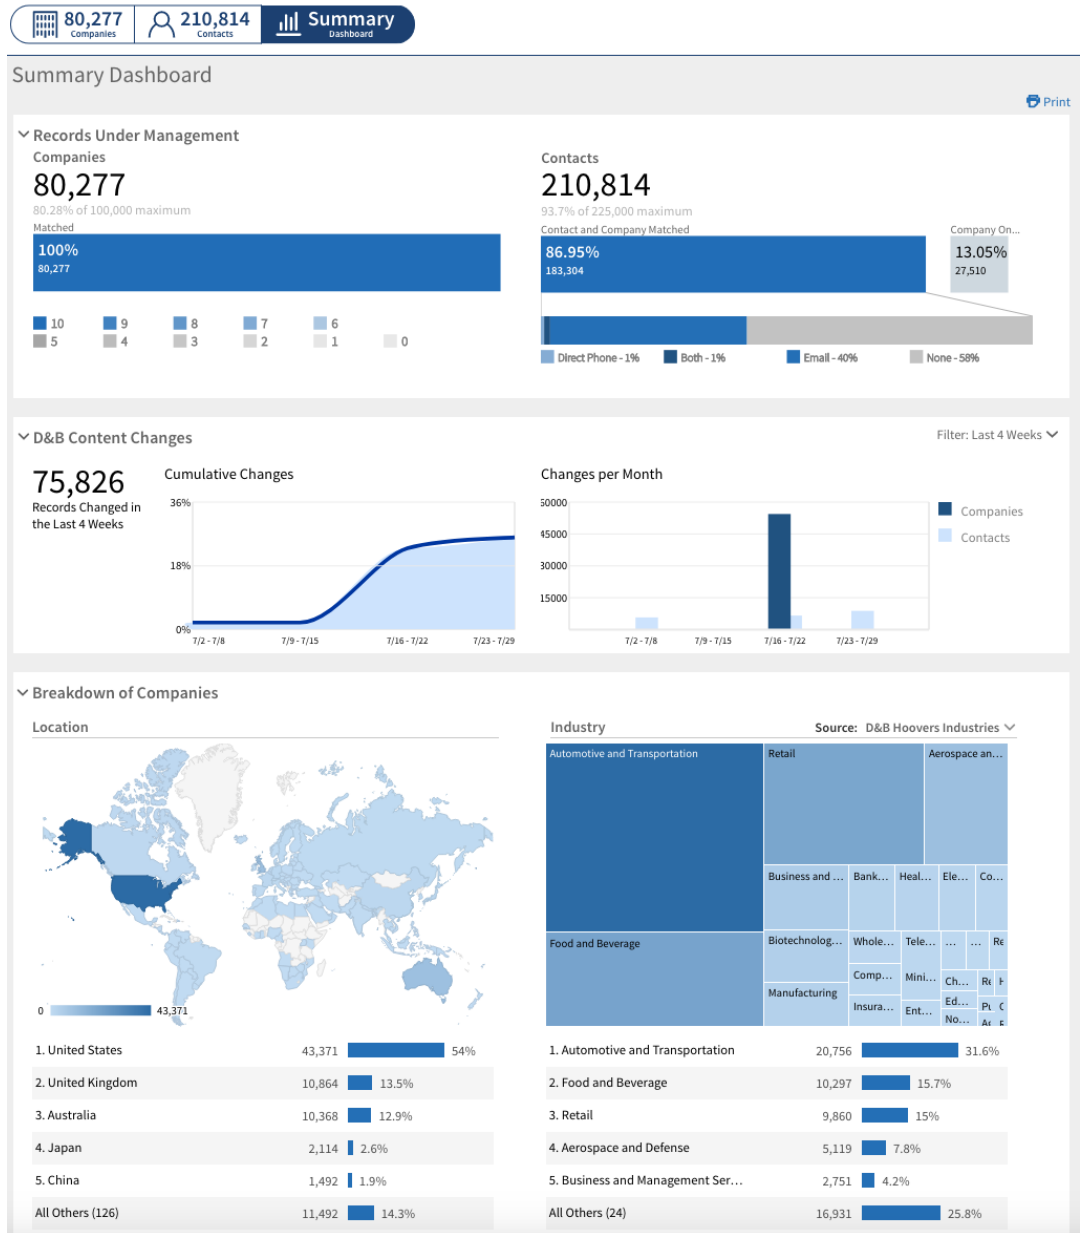 80,277
Companies
210,814
Contacts
Summary
Dashboard
Summary Dashboard
Print
Records Under Management
Companies
80,277
80.28% of 100,000 maximum
Matched
100%
80,277
10 9 8 7 6
5 4 3 2 1 0
Contacts
210,814
93.7% of 225,000 maximum
Contact and Company Matched
Company On...
86.95%
183,304
13.05%
27,510
Direct Phone - 1% Both - 1% Email - 40% None - 58%
D&B Content Changes
Filter: Last 4 Weeks
75,826
Records Changed in
the Last 4 Weeks
Cumulative Changes
36%
18%
0%
7/2 - 7/8 7/9 - 7/15 7/16 - 7/22 7/23 - 7/29
Changes per Month
50000
45000
30000
15000
7/2 - 7/8 7/9 - 7/15 7/16 - 7/22 7/23 - 7/29
Companies
Contacts
Breakdown of Companies
Location
0 43,371
1. United States 43,371 54%
2. United Kingdom 10,864 13.5%
3. Australia 10,368 12.9%
4. Japan 2,114 2.6%
5. China 1,492 1.9%
All Others (126) 11,492 14.3%
Industry
Source: D&B Hoovers Industries
Automotive and Transportation
Retail
Aerospace an...
Business and ...
Bank...
Heal...
Ele...
Co...
Food and Beverage
Biotechnolog...
Whole...
Tele...
...
...
Re
Manufacturing
Comp...
Mini...
Ch...
Insura...
Ent...
Ed...
No...
1. Automotive and Transportation 20,756 31.6%
2. Food and Beverage 10,297 15.7%
3. Retail 9,860 15%
4. Aerospace and Defense 5,119 7.8%
5. Business and Management Ser... 2,751 4.2%
All Others (24) 16,931 25.8%